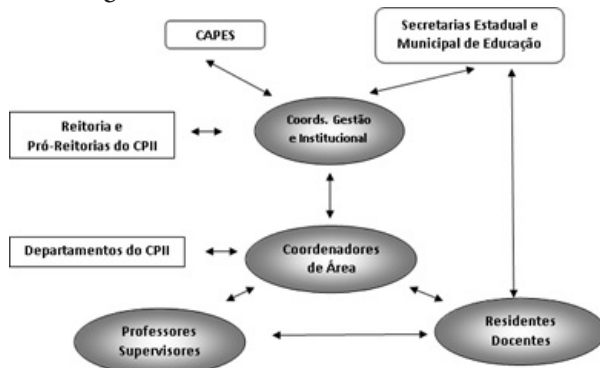 CAPES
Secretarias Estadual e
Municipal de Educação
Coords. Gestão
e Institucional
Reitoria e
Pró-Reitorias do CPII
Departamentos do CPII
Coordenadores
de Área
Professores
Supervisores
Residentes
Docentes